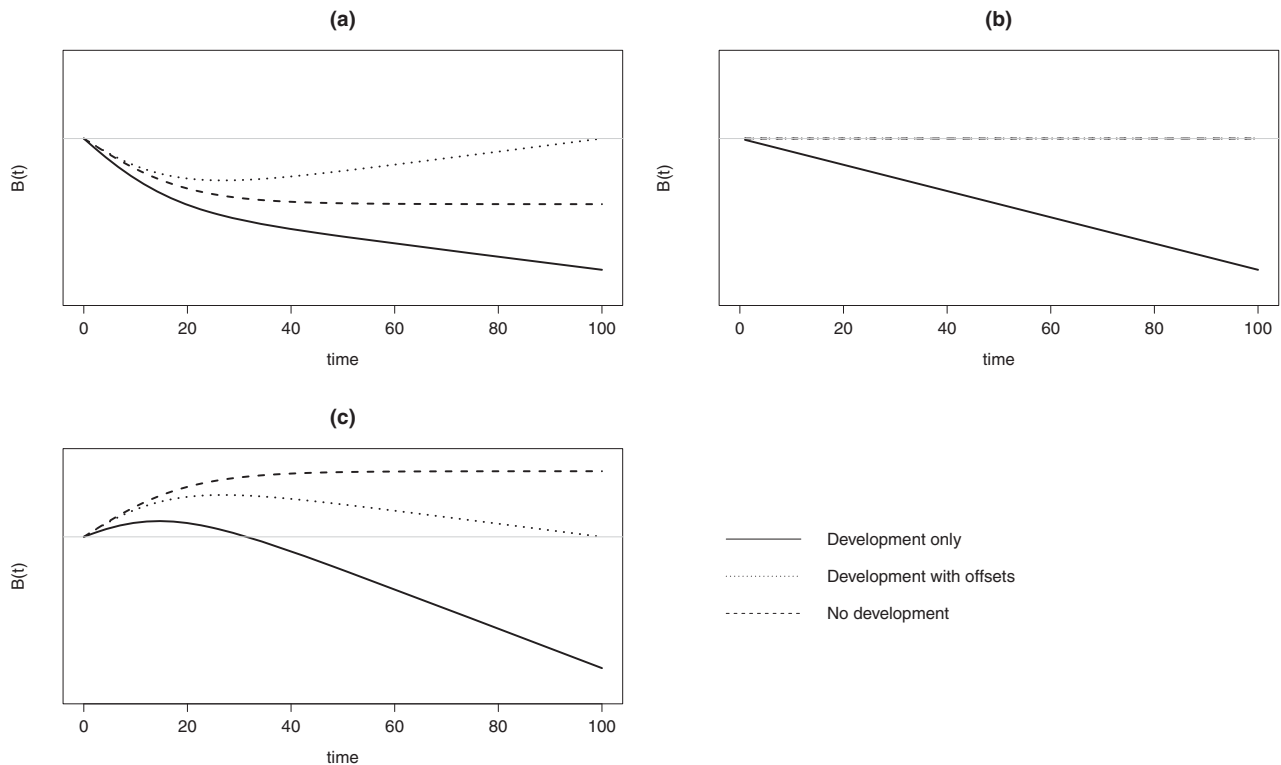 (a)
B(t)
0 20 40 60 80 100
time
(b)
B(t)
0 20 40 60 80 100
time
(c)
B(t)
0 20 40 60 80 100
time
Development only
Development with offsets
No development